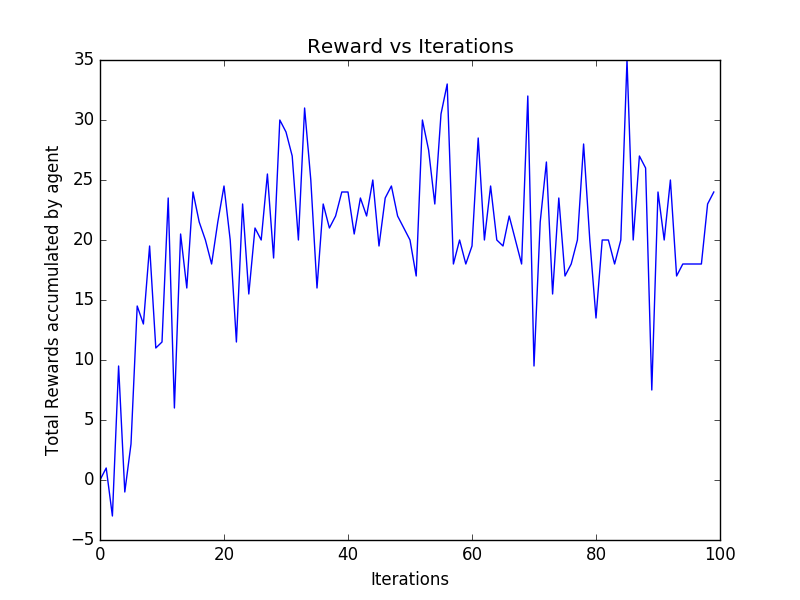 Reward vs Iterations
Total Rewards accumulated by agent
35
30
25
20
15
10
5
0
−5
0 20 40 60 80 100
Iterations